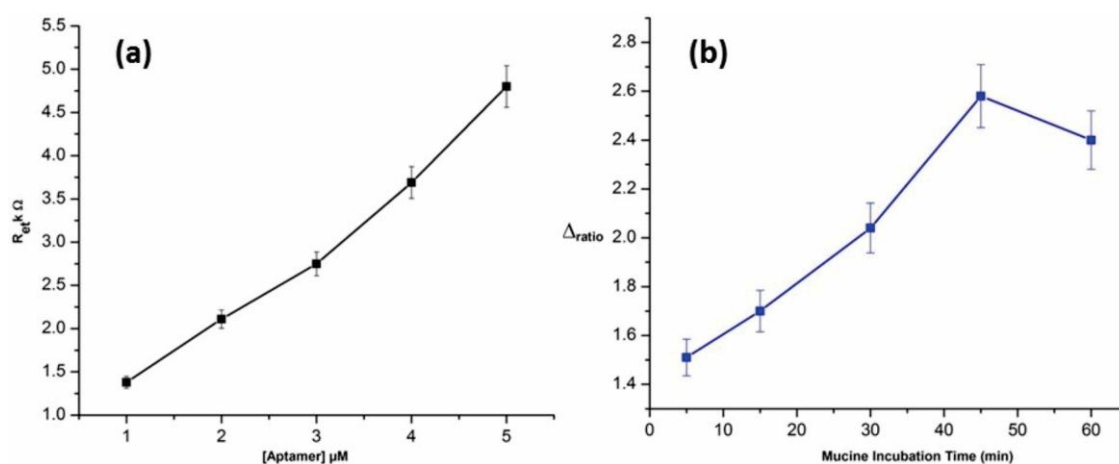 (a)
5.5
5.0
4.5
4.0
3.5
3.0
2.5
2.0
1.5
1.0
R_et k Ω
1 2 3 4 5
[Aptamer] µM
(b)
2.8
2.6
2.4
2.2
2.0
1.8
1.6
1.4
Δ_ratio
0 10 20 30 40 50 60
Mucine Incubation Time (min)